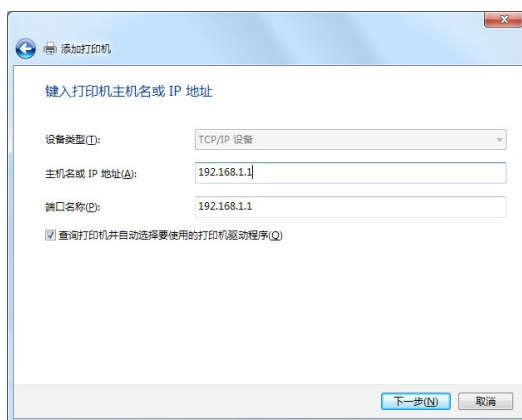 添加打印机
键入打印机主机名或 IP 地址
设备类型(T): TCP/IP 设备
主机名或 IP 地址(A): 192.168.1.1
端口名称(P): 192.168.1.1
查询打印机并自动选择要使用的打印机驱动程序(Q)
下一步(N) 取消